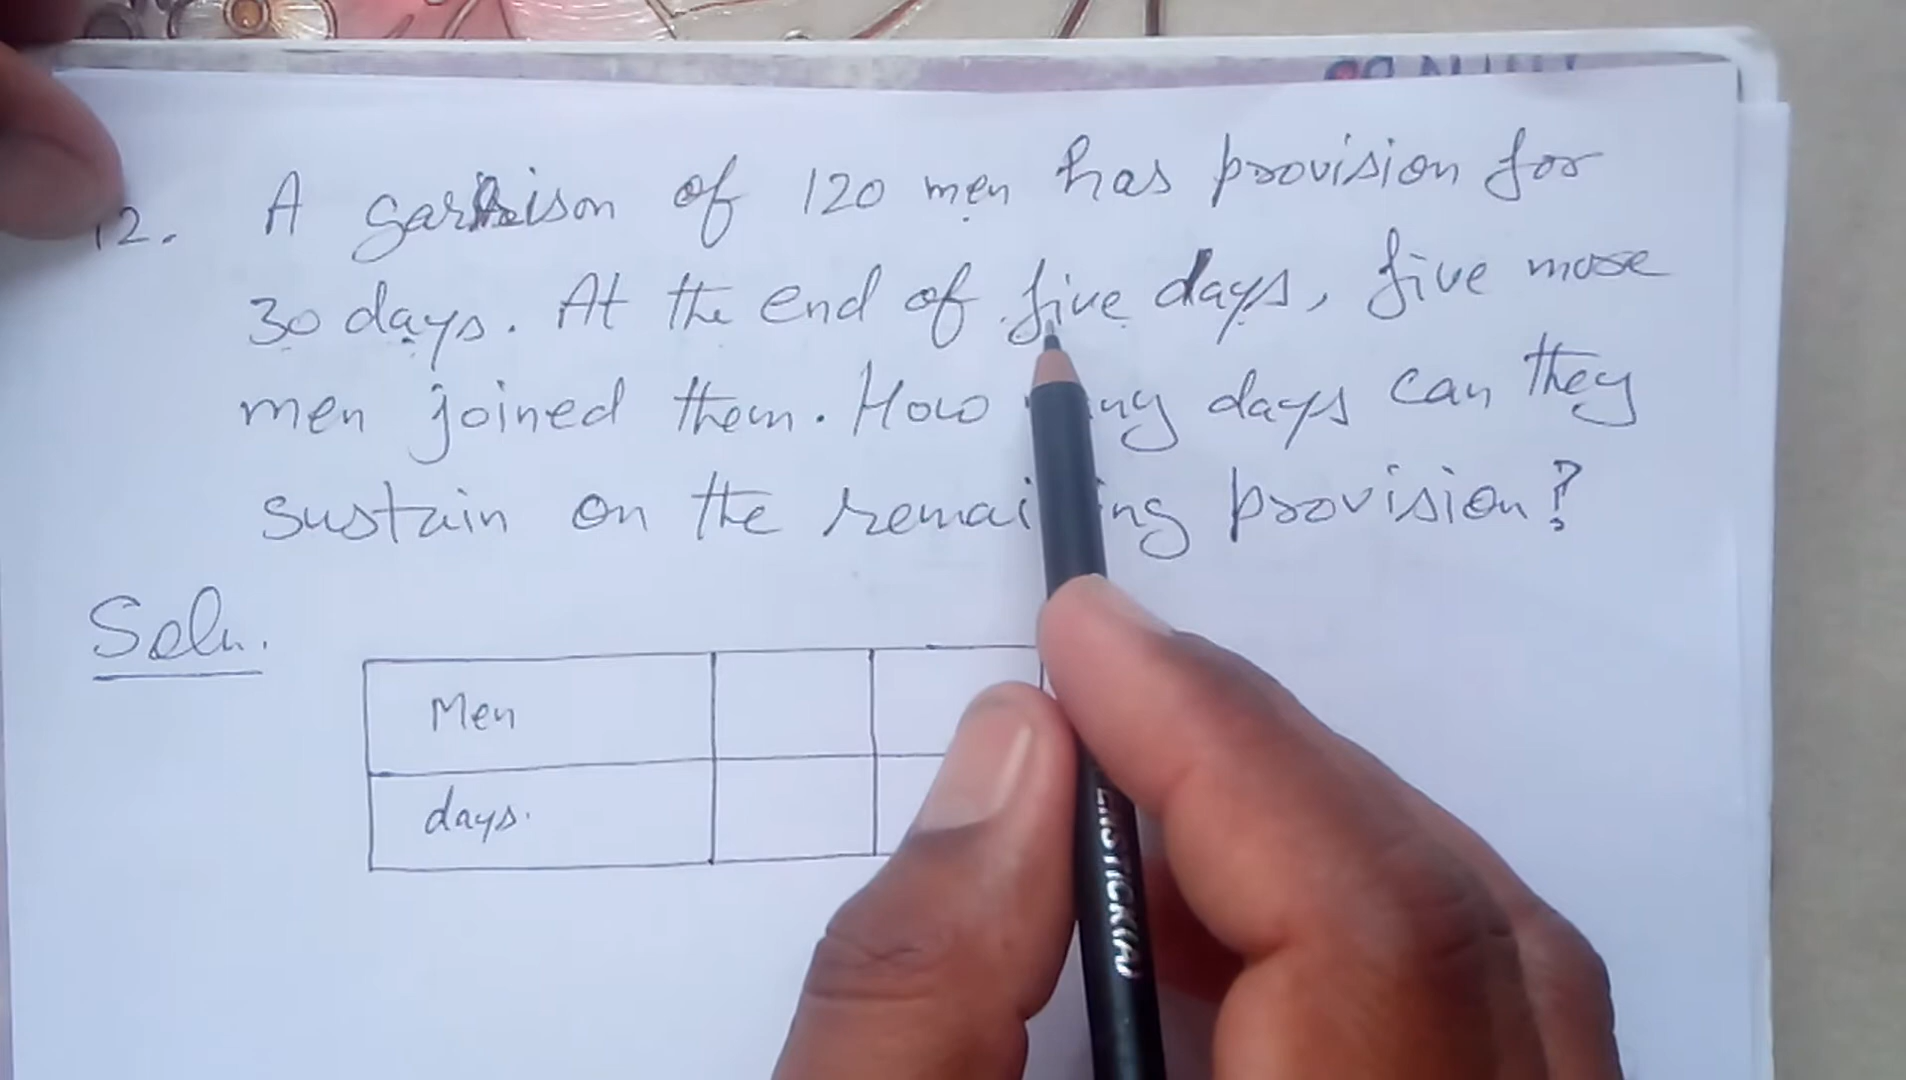 12. A garrison of 120 men has provision for
30 days. At the end of five days, five more
men joined them. How days can they
sustain on the remaining provision?
Soln.
Men
days.